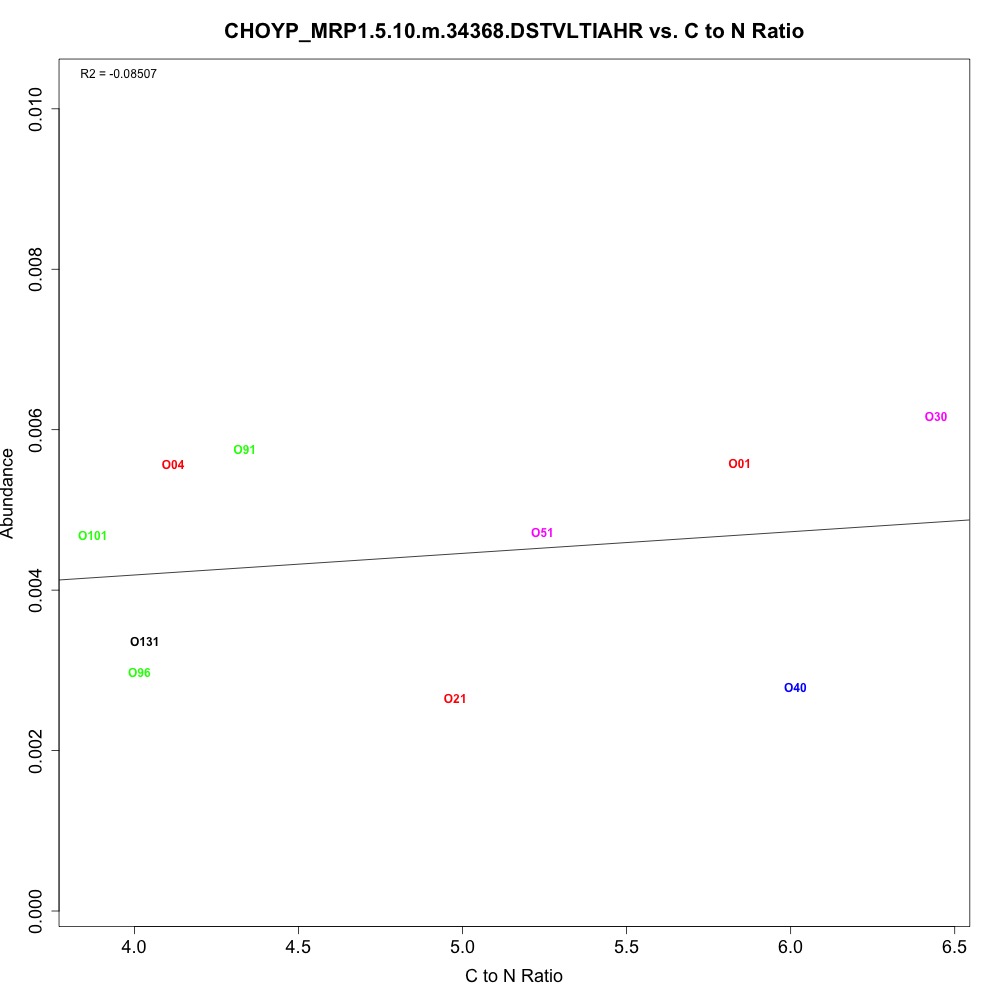 CHOYP_MRP1.5.10.m.34368.DSTVLTIAHR vs. C to N Ratio
R2 = -0.08507
0.010
0.008
0.006
0.004
0.002
0.000
Abundance
O30
O91
O04
O01
O101
O51
O131
O96
O40
O21
4.0 4.5 5.0 5.5 6.0 6.5
C to N Ratio